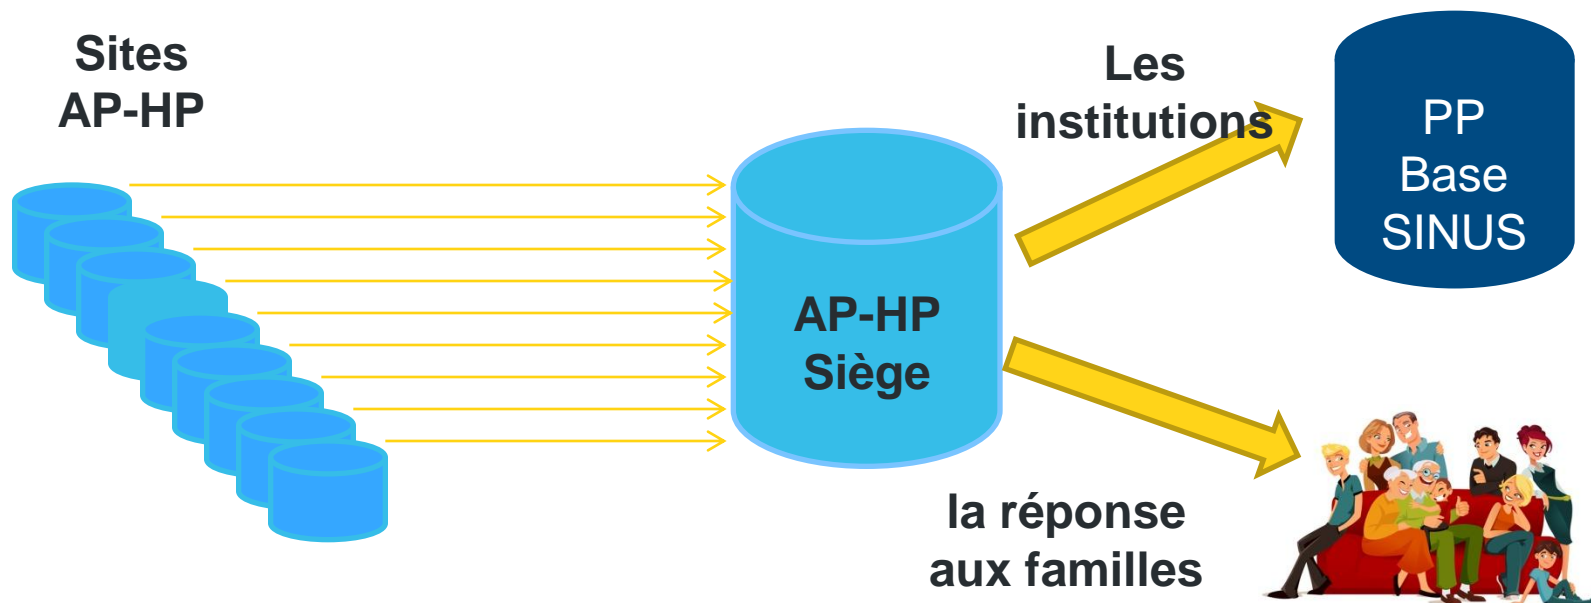 Sites
AP-HP
Les
institutions
PP
Base
SINUS
AP-HP
Siège
la réponse
aux familles